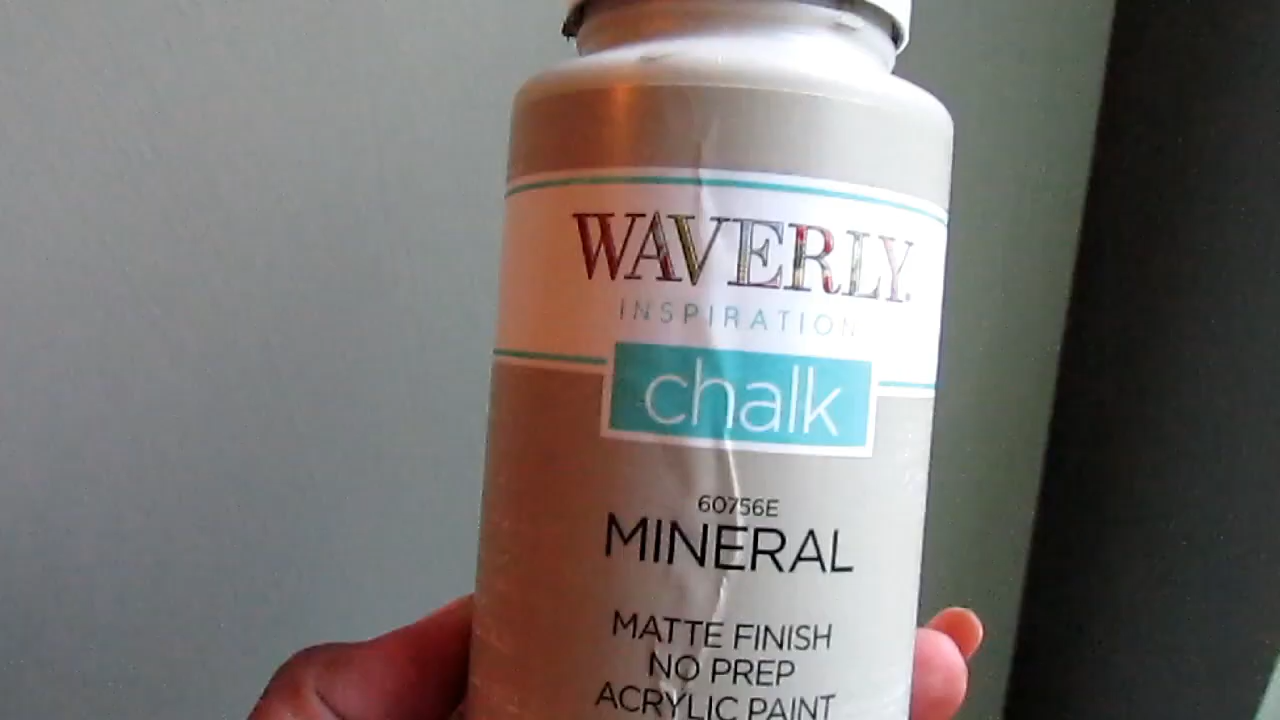 WAVERLY
INSPIRATION
chalk
60756E
MINERAL
MATTE FINISH
NO PREP
ACRYLIC PAINT